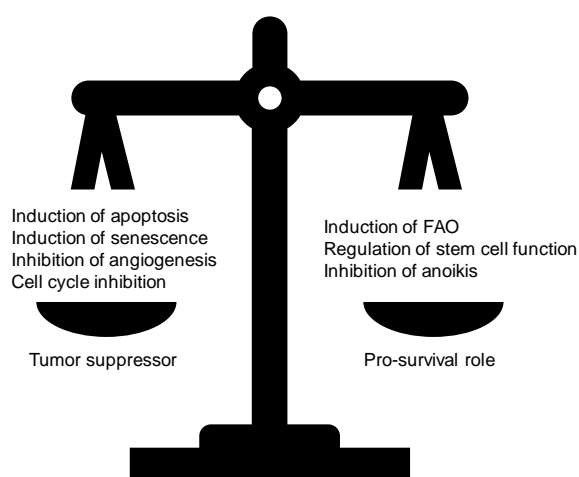 Induction of apoptosis
Induction of senescence
Inhibition of angiogenesis
Cell cycle inhibition
Tumor suppressor
Induction of FAO
Regulation of stem cell function
Inhibition of anoikis
Pro-survival role